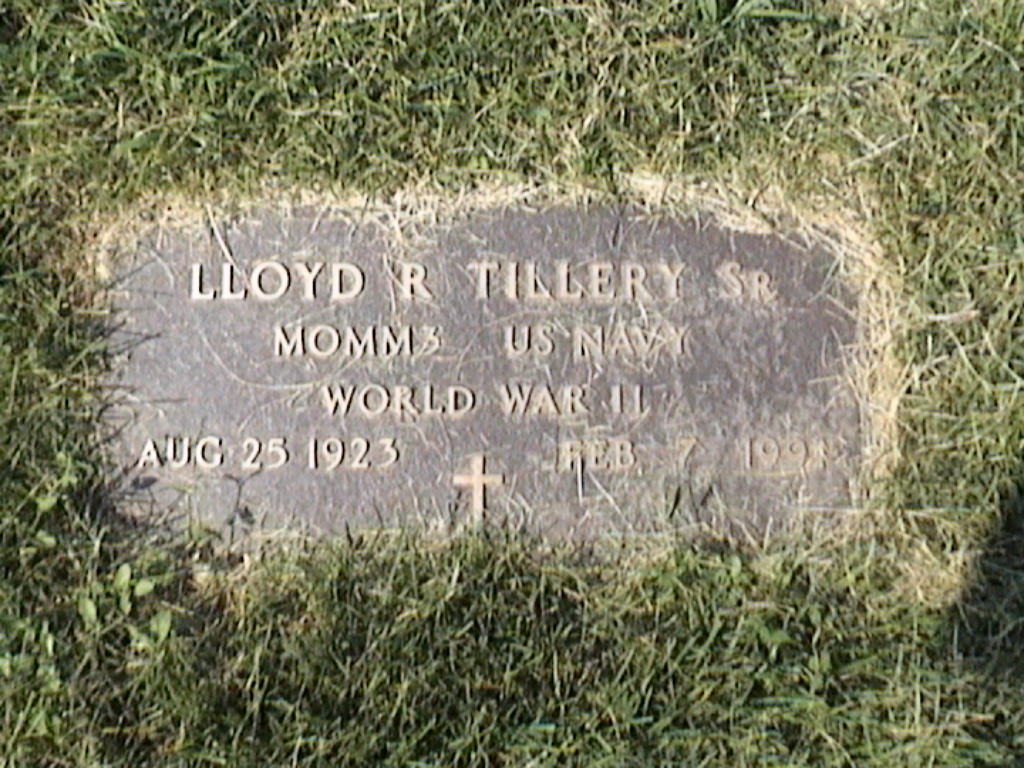 LLOYD R TILLERY SR
MOMM3 US NAVY
WORLD WAR II
AUG 25 1923 FEB 7